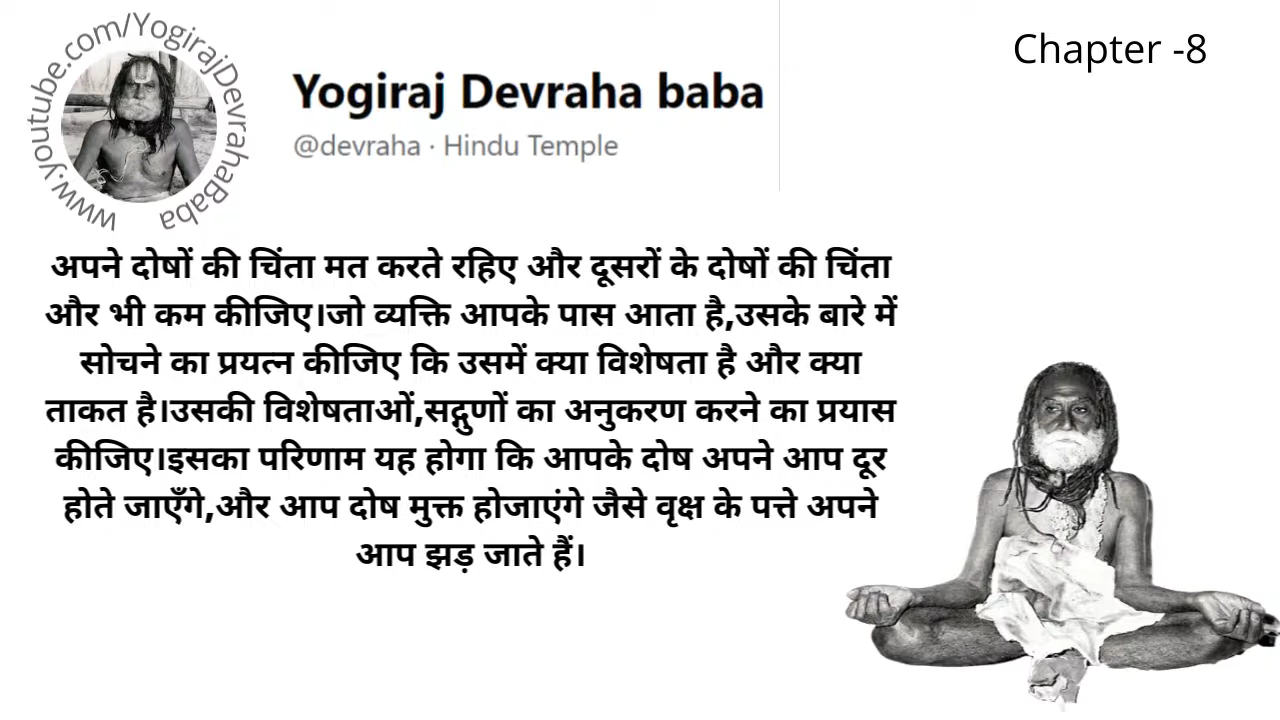 www.youtube.com/YogirajDevrahaBaba
Yogiraj Devraha baba
@devraha · Hindu Temple
Chapter -8
अपने दोषों की चिंता मत करते रहिए और दूसरों के दोषों की चिंता
और भी कम कीजिए।जो व्यक्ति आपके पास आता है,उसके बारे में
सोचने का प्रयत्न कीजिए कि उसमें क्या विशेषता है और क्या
ताकत है।उसकी विशेषताओं,सद्गुणों का अनुकरण करने का प्रयास
कीजिए।इसका परिणाम यह होगा कि आपके दोष अपने आप दूर
होते जाएँगे,और आप दोष मुक्त होजाएंगे जैसे वृक्ष के पत्ते अपने
आप झड़ जाते हैं।